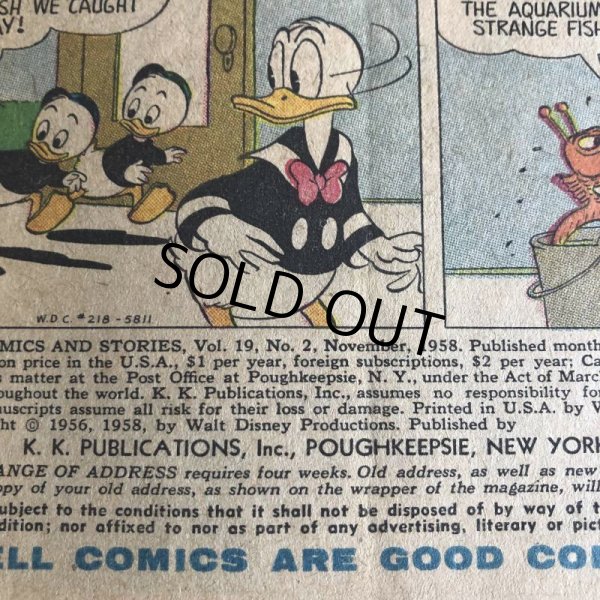 SH WE CAUGHT
AY!
THE AQUARIUM
STRANGE FISH
W.D.C. #218-5811
SOLD OUT
MICS AND STORIES, Vol. 19, No. 2, November, 1958. Published month
on price in the U.S.A., $1 per year, foreign subscriptions, $2 per year; Ca
s matter at the Post Office at Poughkeepsie, N. Y., under the Act of Marc
oughout the world. K. K. Publications, Inc., assumes no responsibility for
nuscripts assume all risk for their loss or damage. Printed in U.S.A. by W
ght © 1956, 1958, by Walt Disney Productions. Published by
K. K. PUBLICATIONS, Inc., POUGHKEEPSIE, NEW YORK
ANGE OF ADDRESS requires four weeks. Old address, as well as new
opy of your old address, as shown on the wrapper of the magazine, will
subject to the conditions that it shall not be disposed of by way of t
dition; nor affixed to nor as part of any advertising, literary or pict
ELL COMICS ARE GOOD CO